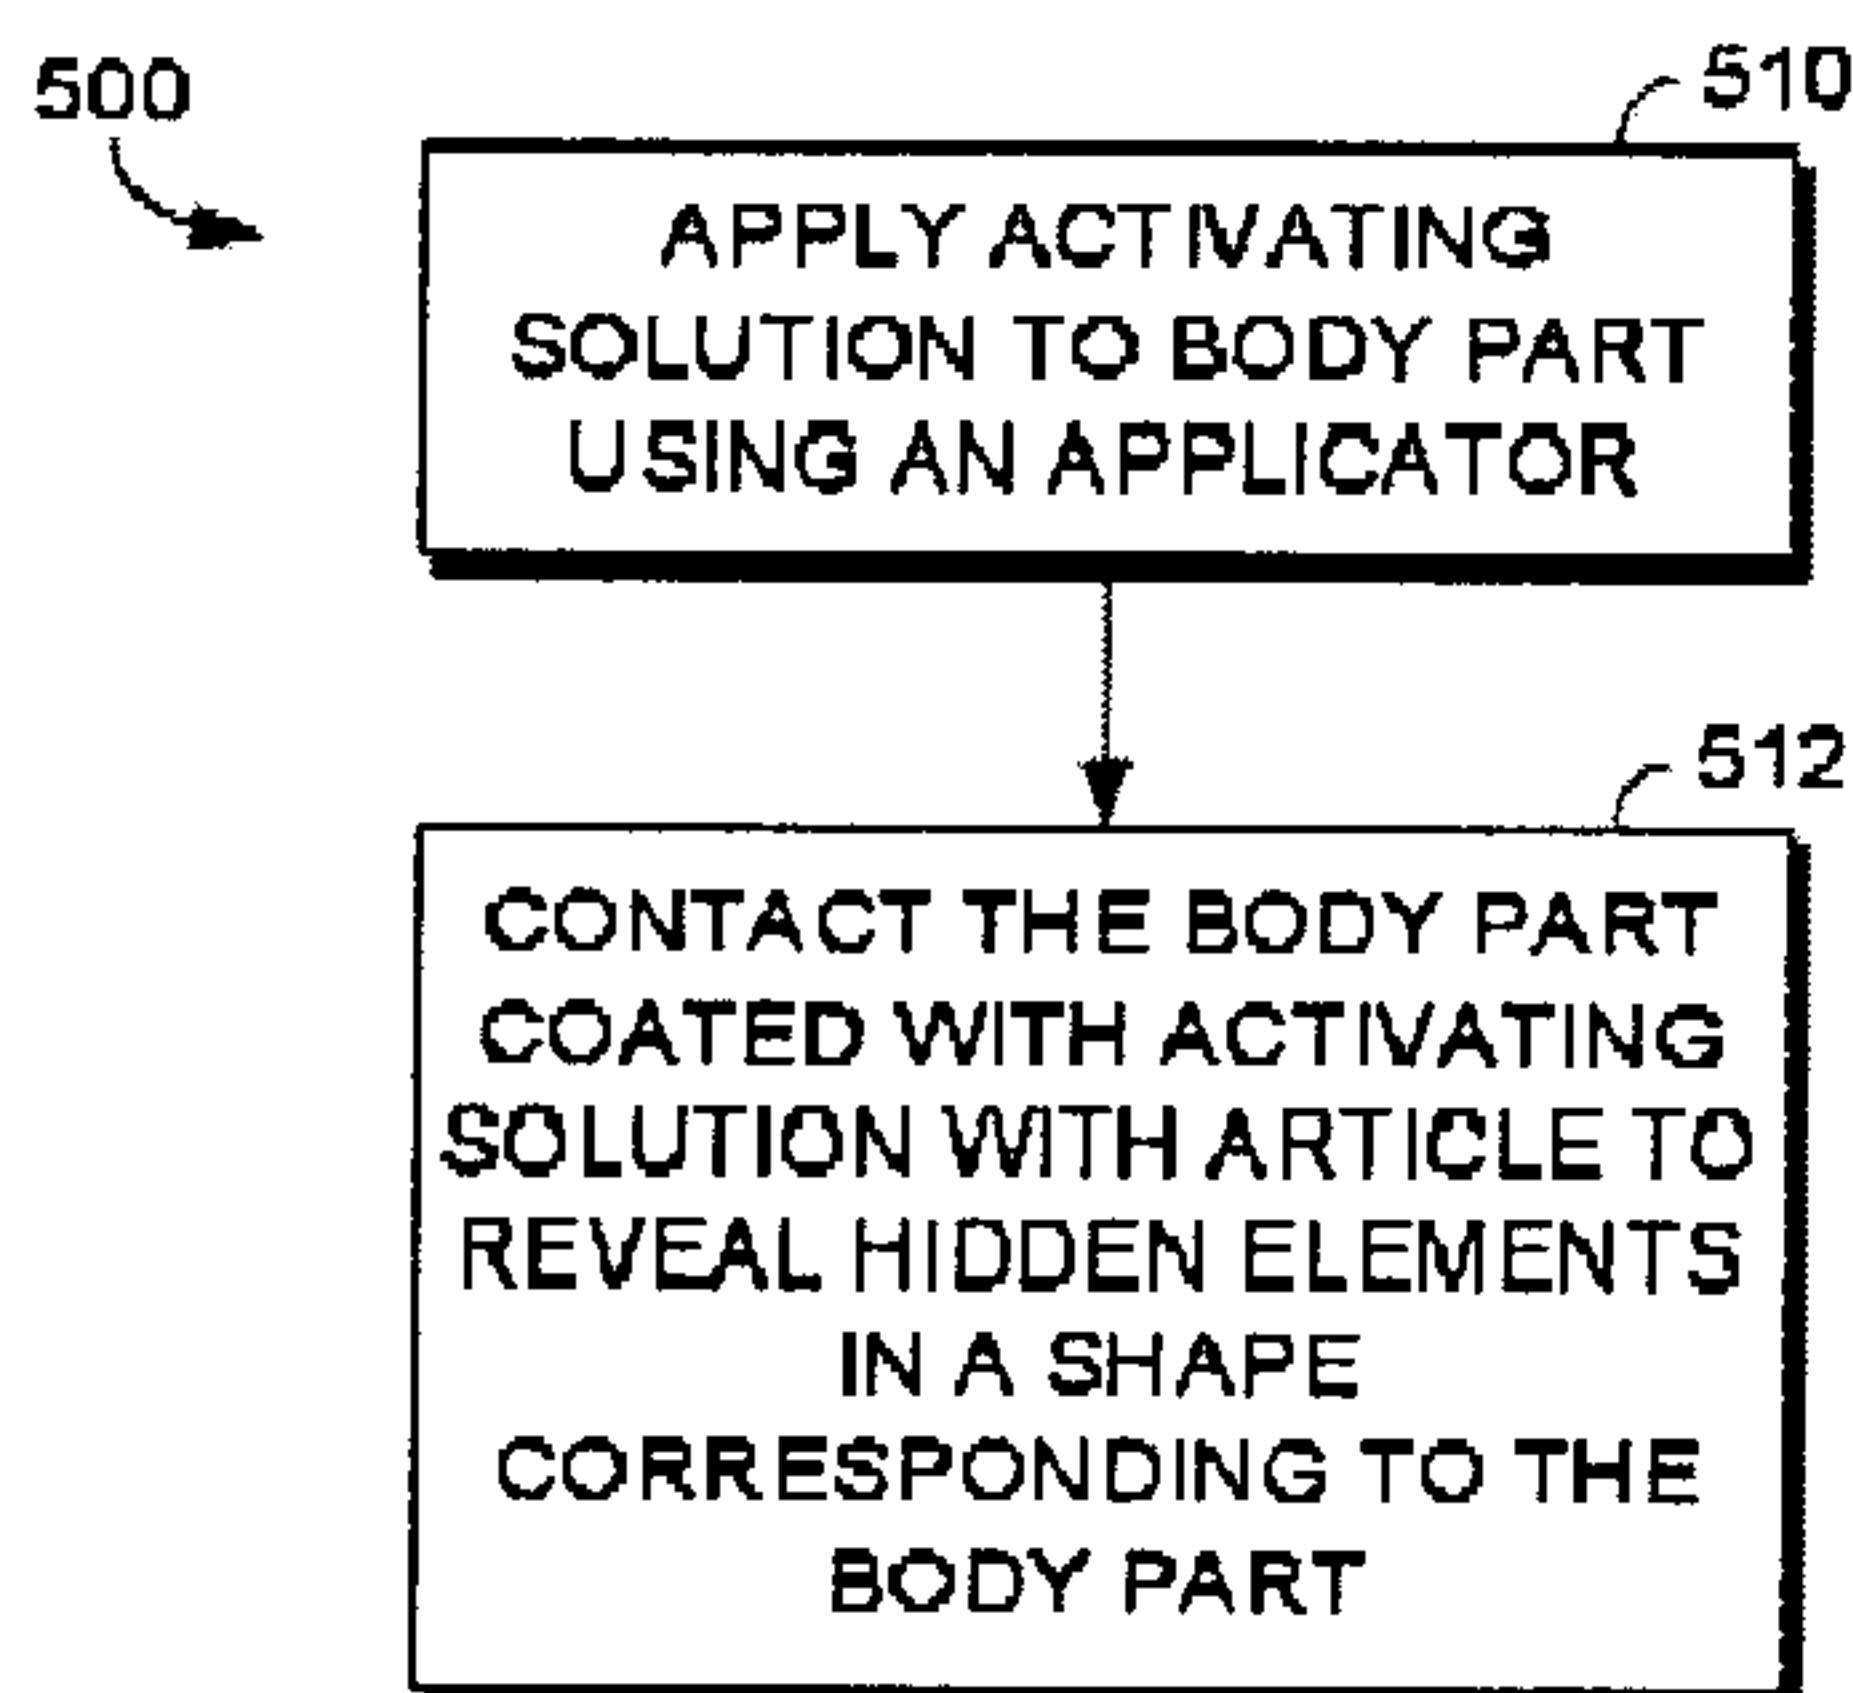 500
510
APPLY ACTIVATING
SOLUTION TO BODY PART
USING AN APPLICATOR
512
CONTACT THE BODY PART
COATED WITH ACTIVATING
SOLUTION WITH ARTICLE TO
REVEAL HIDDEN ELEMENTS
IN A SHAPE
CORRESPONDING TO THE
BODY PART